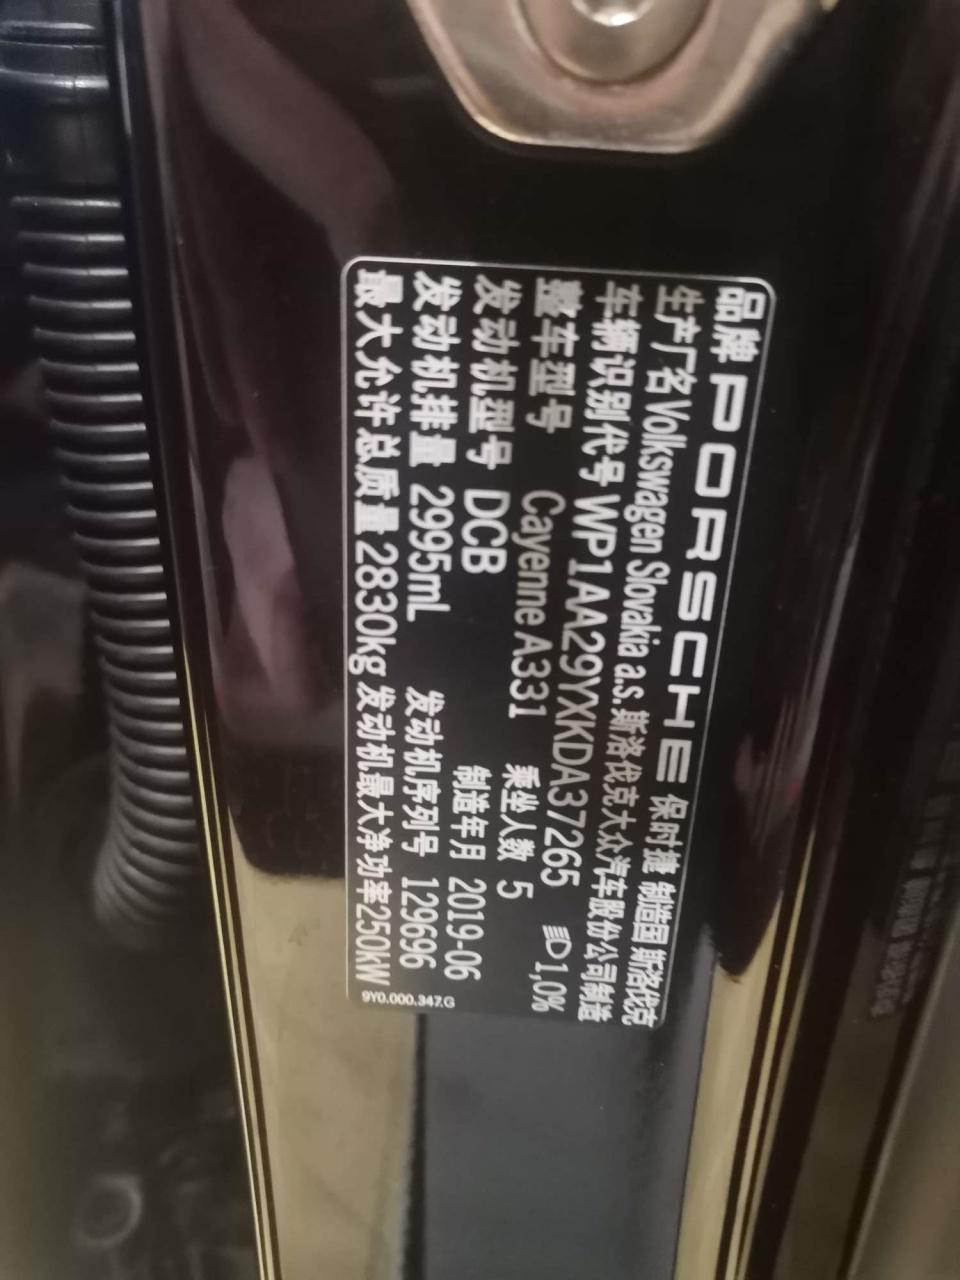 品牌 PORSCHE 保时捷 制造国 斯洛伐克
生产厂名 Volkswagen Slovakia a.s. 斯洛伐克大众汽车股份公司制造
车辆识别代号 WP1AA29YXKDA37265 1,0%
整车型号 Cayenne A331 乘坐人数 5
发动机型号 DCB 制造年月 2019-06
发动机排量 2995mL 发动机序列号 129696
最大允许总质量 2830kg 发动机最大净功率250kW
9Y0.000.347.G